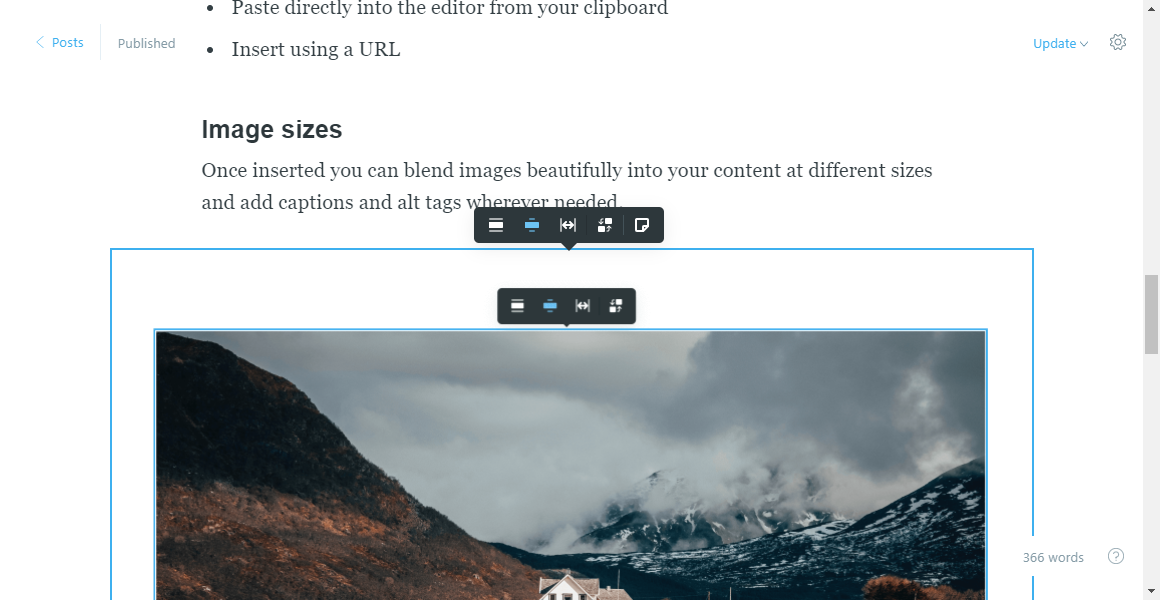 Paste directly into the editor from your clipboard
Posts
Published
Insert using a URL
Update
Image sizes
Once inserted you can blend images beautifully into your content at different sizes
and add captions and alt tags wherever needed.
366 words
?